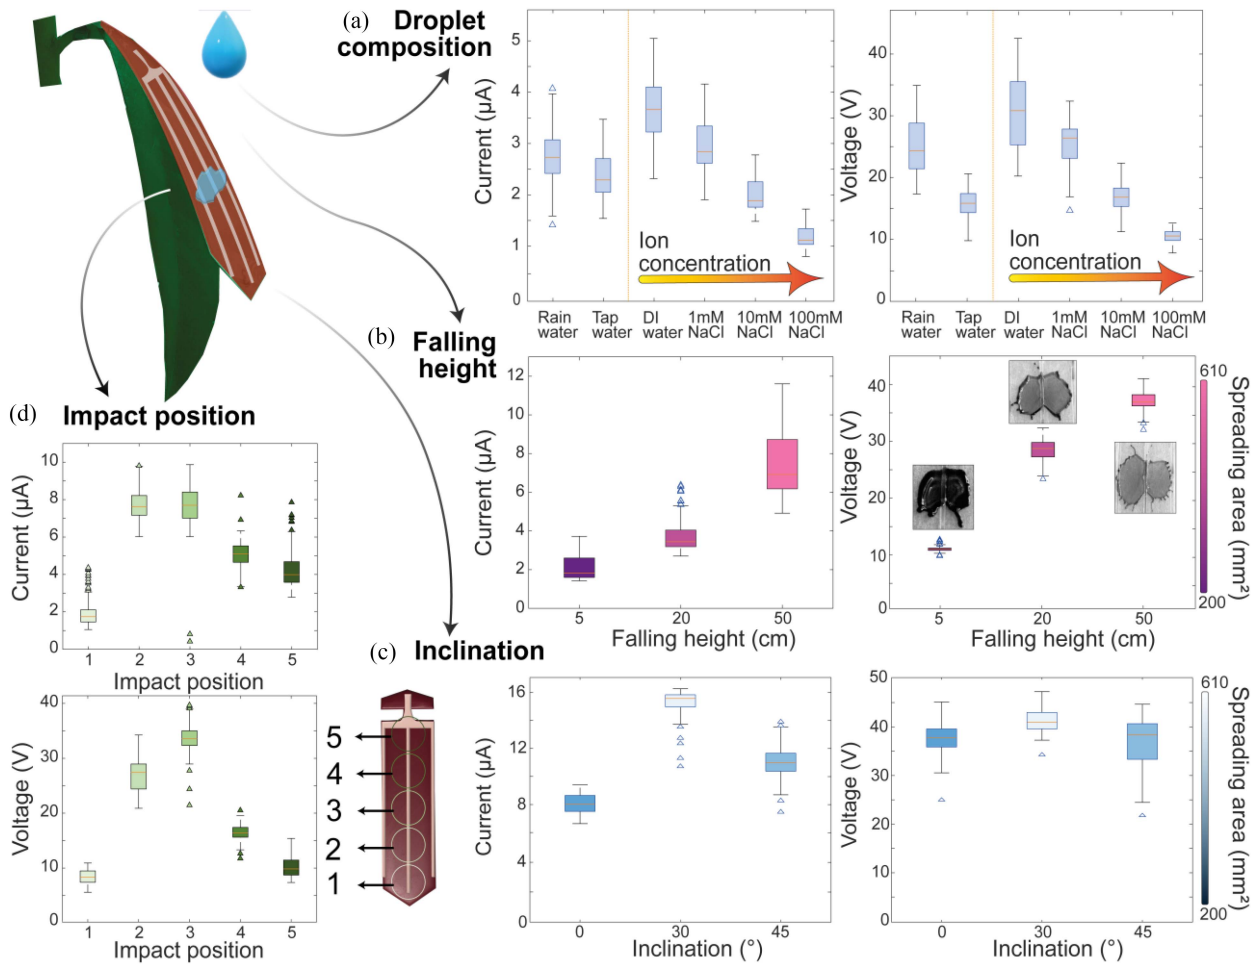 (a) Droplet
composition
Current (μA)
5
4
3
2
1
0
Ion
concentration
Rain
water
Tap
water
DI
water
1mM
NaCl
10mM
NaCl
100mM
NaCl
Voltage (V)
40
30
20
10
0
Ion
concentration
Rain
water
Tap
water
DI
water
1mM
NaCl
10mM
NaCl
100mM
NaCl
(b) Falling
height
Current (μA)
12
10
8
6
4
2
0
5 20 50
Falling height (cm)
Voltage (V)
40
30
20
10
0
5 20 50
Falling height (cm)
610
Spreading area (mm²)
200
(d) Impact position
Current (μA)
10
8
6
4
2
0
1 2 3 4 5
Impact position
Voltage (V)
40
30
20
10
0
1 2 3 4 5
Impact position
5
4
3
2
1
(c) Inclination
Current (μA)
16
12
8
4
0
0 30 45
Inclination (°)
Voltage (V)
50
40
30
20
10
0
0 30 45
Inclination (°)
610
Spreading area (mm²)
200